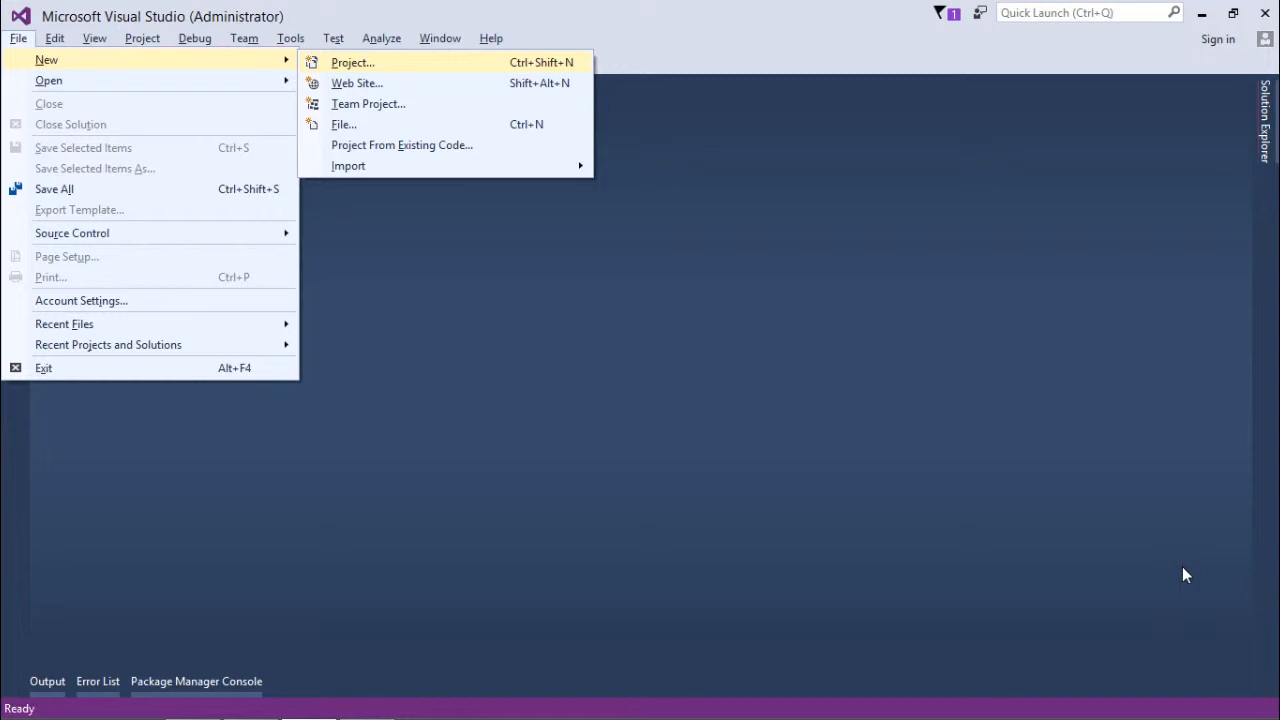 Microsoft Visual Studio (Administrator)
1
Quick Launch (Ctrl+Q)
File Edit View Project Debug Team Tools Test Analyze Window Help
Sign in
New
Open
Close
Close Solution
Save Selected Items Ctrl+S
Save Selected Items As...
Save All Ctrl+Shift+S
Export Template...
Source Control
Page Setup...
Print... Ctrl+P
Account Settings...
Recent Files
Recent Projects and Solutions
Exit Alt+F4
Project... Ctrl+Shift+N
Web Site... Shift+Alt+N
Team Project...
File... Ctrl+N
Project From Existing Code...
Import
Solution Explorer
Output Error List Package Manager Console
Ready